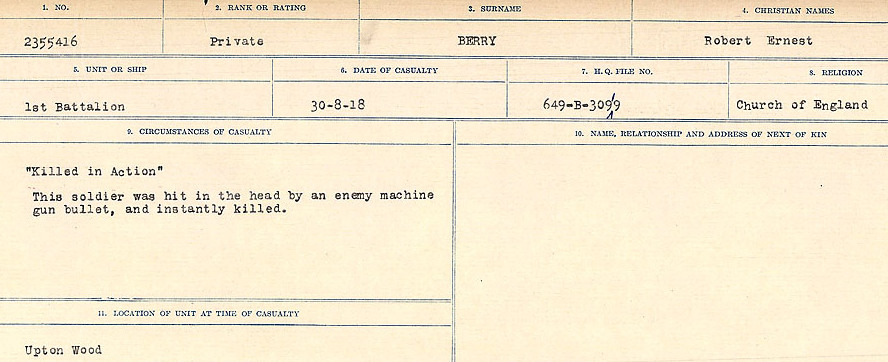 1. NO.
2. RANK OR RATING
3. SURNAME
4. CHRISTIAN NAMES
2355416
Private
BERRY
Robert Ernest
5. UNIT OR SHIP
6. DATE OF CASUALTY
7. H.Q. FILE NO.
8. RELIGION
1st Battalion
30-8-18
649-B-3099
Church of England
9. CIRCUMSTANCES OF CASUALTY
10. NAME, RELATIONSHIP AND ADDRESS OF NEXT OF KIN
"Killed in Action"
This soldier was hit in the head by an enemy machine
gun bullet, and instantly killed.
11. LOCATION OF UNIT AT TIME OF CASUALTY
Upton Wood